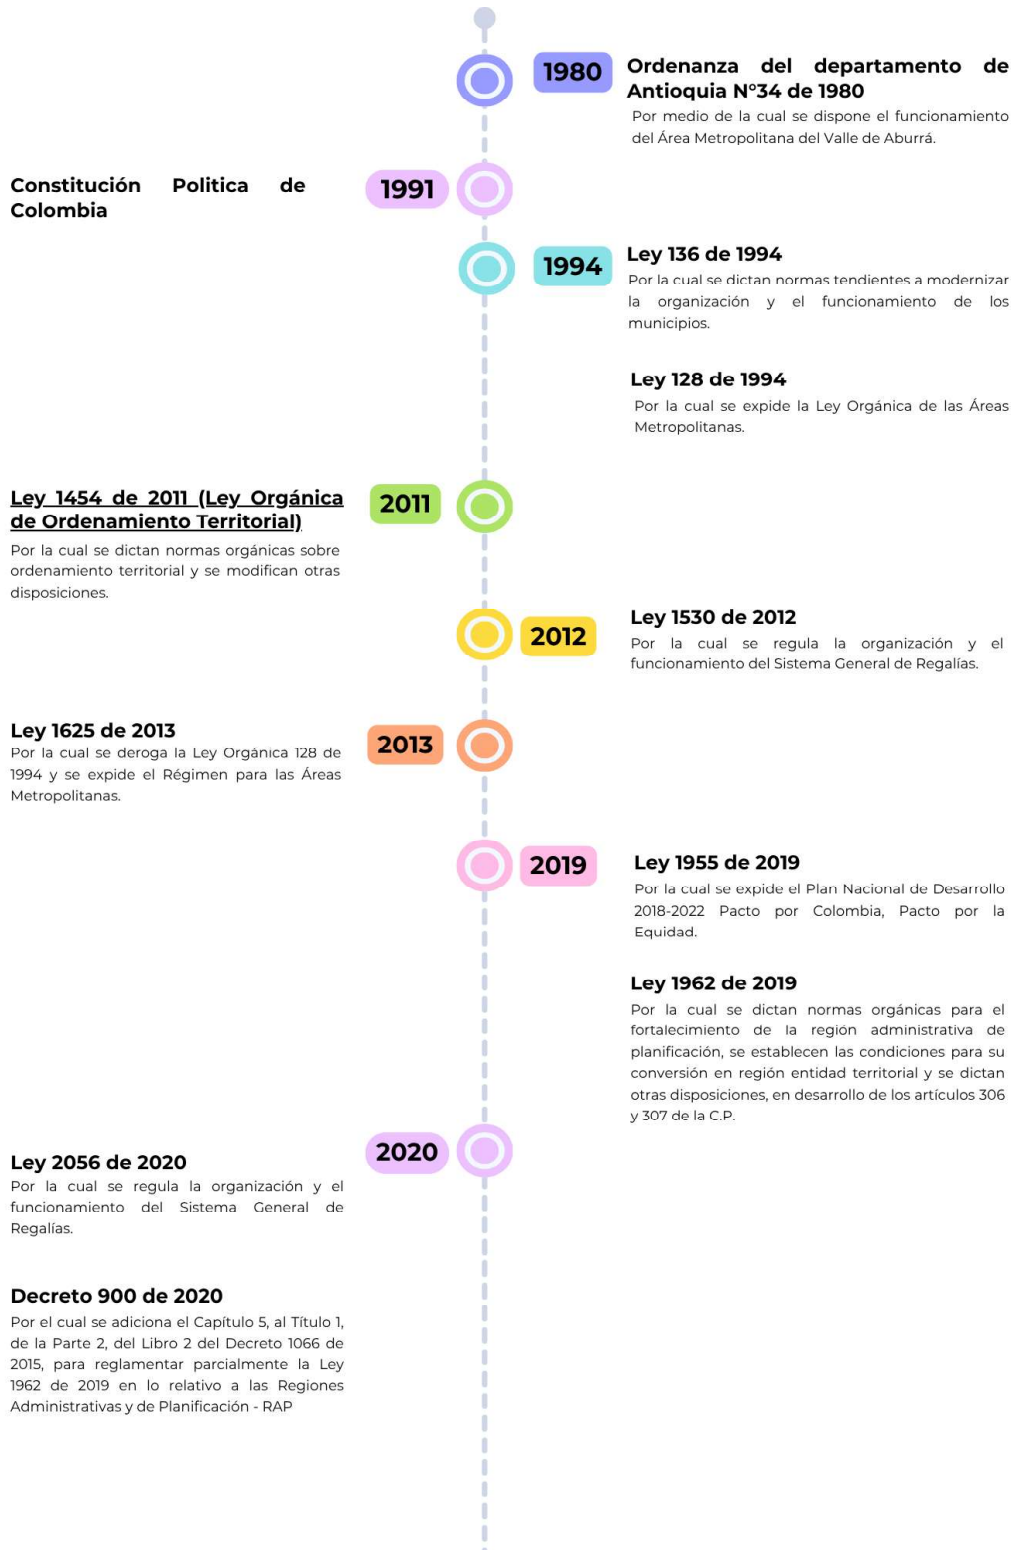 1980
Ordenanza del departamento de
Antioquia N°34 de 1980
Por medio de la cual se dispone el funcionamiento
del Área Metropolitana del Valle de Aburrá.
Constitución Politica de
Colombia
1991
1994
Ley 136 de 1994
Por la cual se dictan normas tendientes a modernizar
la organización y el funcionamiento de los
municipios.
Ley 128 de 1994
Por la cual se expide la Ley Orgánica de las Áreas
Metropolitanas.
Ley 1454 de 2011 (Ley Orgánica
de Ordenamiento Territorial)
2011
Por la cual se dictan normas orgánicas sobre
ordenamiento territorial y se modifican otras
disposiciones.
2012
Ley 1530 de 2012
Por la cual se regula la organización y el
funcionamiento del Sistema General de Regalías.
Ley 1625 de 2013
2013
Por la cual se deroga la Ley Orgánica 128 de
1994 y se expide el Régimen para las Áreas
Metropolitanas.
2019
Ley 1955 de 2019
Por la cual se expide el Plan Nacional de Desarrollo
2018-2022 Pacto por Colombia, Pacto por la
Equidad.
Ley 1962 de 2019
Por la cual se dictan normas orgánicas para el
fortalecimiento de la región administrativa de
planificación, se establecen las condiciones para su
conversión en región entidad territorial y se dictan
otras disposiciones, en desarrollo de los artículos 306
y 307 de la C.P.
2020
Ley 2056 de 2020
Por la cual se regula la organización y el
funcionamiento del Sistema General de
Regalías.
Decreto 900 de 2020
Por el cual se adiciona el Capítulo 5, al Título 1,
de la Parte 2, del Libro 2 del Decreto 1066 de
2015, para reglamentar parcialmente la Ley
1962 de 2019 en lo relativo a las Regiones
Administrativas y de Planificación - RAP